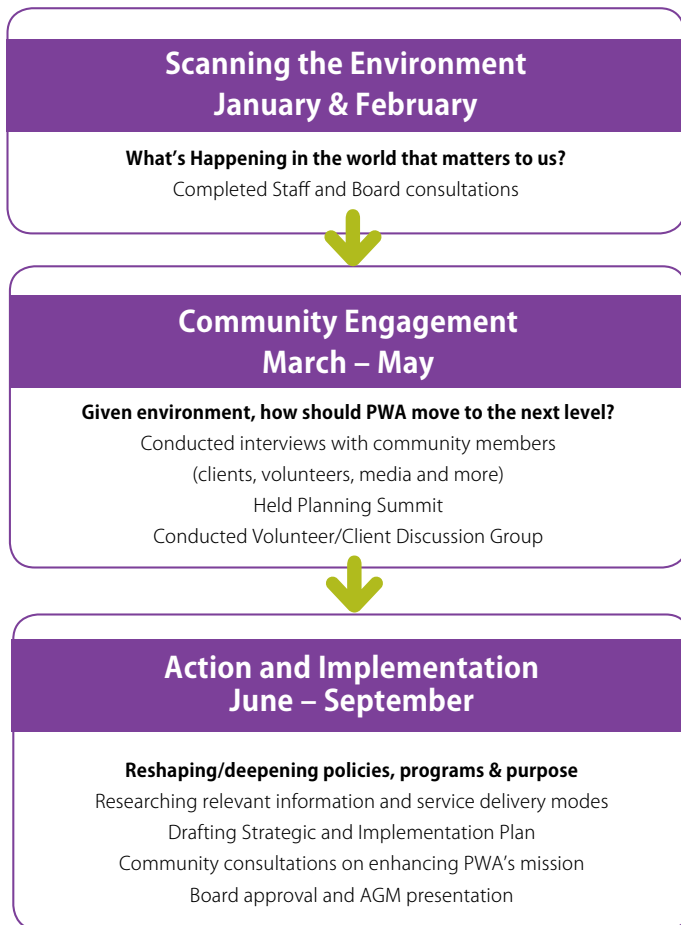 Scanning the Environment
January & February
What's Happening in the world that matters to us?
Completed Staff and Board consultations
Community Engagement
March – May
Given environment, how should PWA move to the next level?
Conducted interviews with community members
(clients, volunteers, media and more)
Held Planning Summit
Conducted Volunteer/Client Discussion Group
Action and Implementation
June – September
Reshaping/deepening policies, programs & purpose
Researching relevant information and service delivery modes
Drafting Strategic and Implementation Plan
Community consultations on enhancing PWA's mission
Board approval and AGM presentation